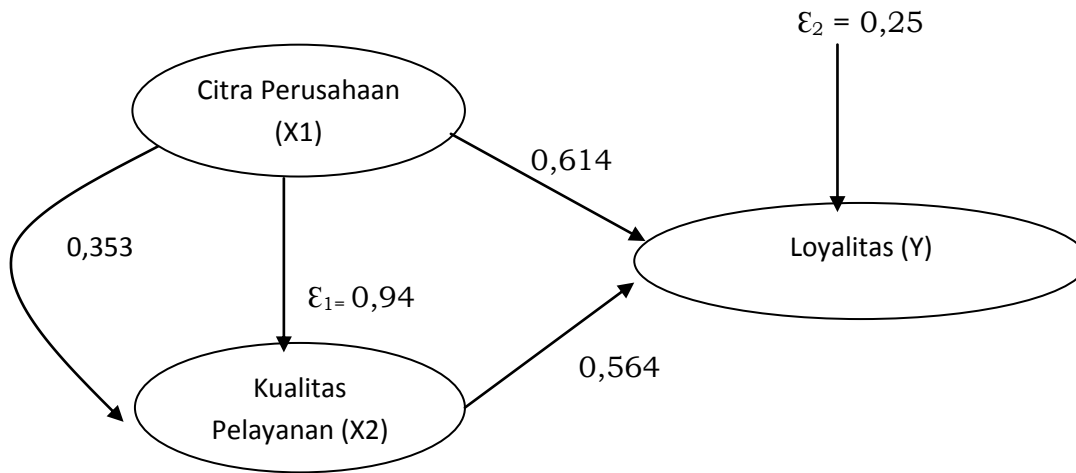 Ɛ2 = 0,25
Citra Perusahaan
(X1)
0,614
0,353
Loyalitas (Y)
Ɛ1= 0,94
0,564
Kualitas
Pelayanan (X2)